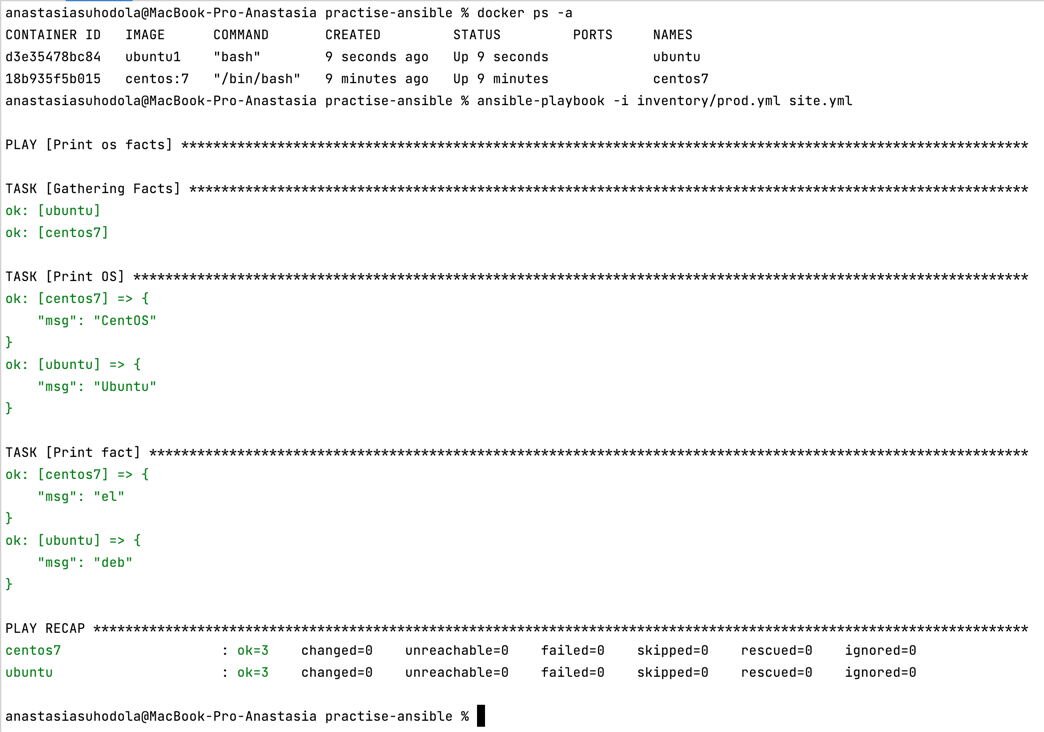 anastasiasuhodola@MacBook-Pro-Anastasia practise-ansible % docker ps -a
CONTAINER ID   IMAGE      COMMAND       CREATED         STATUS         PORTS     NAMES
d3e35478bc84   ubuntu1    "bash"        9 seconds ago   Up 9 seconds             ubuntu
18b935f5b015   centos:7   "/bin/bash"   9 minutes ago   Up 9 minutes             centos7
anastasiasuhodola@MacBook-Pro-Anastasia practise-ansible % ansible-playbook -i inventory/prod.yml site.yml
PLAY [Print os facts] **********************************************************************************************************
TASK [Gathering Facts] *********************************************************************************************************
ok: [ubuntu]
ok: [centos7]
TASK [Print OS] ****************************************************************************************************************
ok: [centos7] => {
    "msg": "CentOS"
}
ok: [ubuntu] => {
    "msg": "Ubuntu"
}
TASK [Print fact] **************************************************************************************************************
ok: [centos7] => {
    "msg": "el"
}
ok: [ubuntu] => {
    "msg": "deb"
}
PLAY RECAP *********************************************************************************************************************
centos7                    : ok=3    changed=0    unreachable=0    failed=0    skipped=0    rescued=0    ignored=0
ubuntu                     : ok=3    changed=0    unreachable=0    failed=0    skipped=0    rescued=0    ignored=0
anastasiasuhodola@MacBook-Pro-Anastasia practise-ansible %